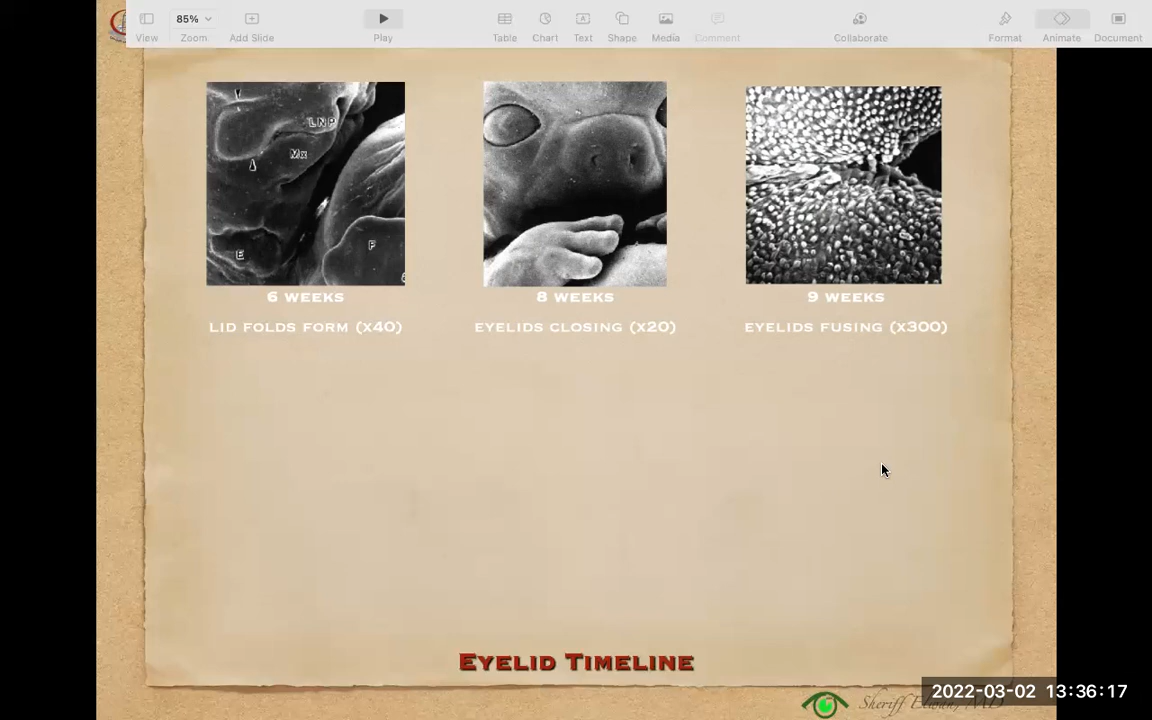 85%
View
Zoom
Add Slide
Play
Table
Chart
Text
Shape
Media
Comment
Collaborate
Format
Animate
Document
LNP
Mx
E
F
6 WEEKS
LID FOLDS FORM (X40)
8 WEEKS
EYELIDS CLOSING (X20)
9 WEEKS
EYELIDS FUSING (X300)
EYELID TIMELINE
Sheriff Elwan, MD
2022-03-02 13:36:17